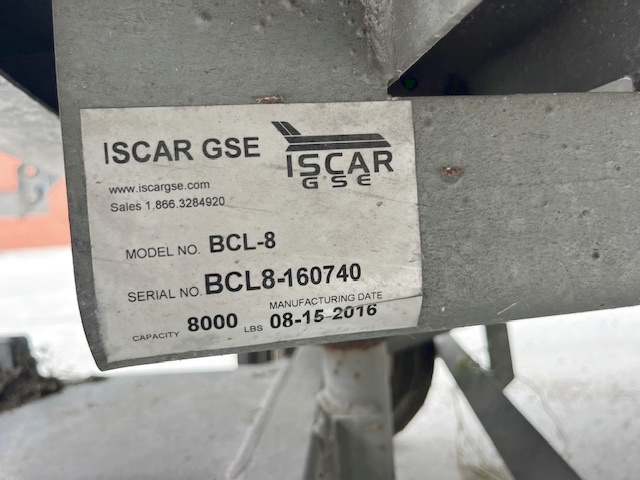 ISCAR GSE
ISCAR
GSE
www.iscargse.com
Sales 1.866.3284920
MODEL NO. BCL-8
SERIAL NO. BCL8-160740
MANUFACTURING DATE
CAPACITY 8000 LBS 08-15-2016